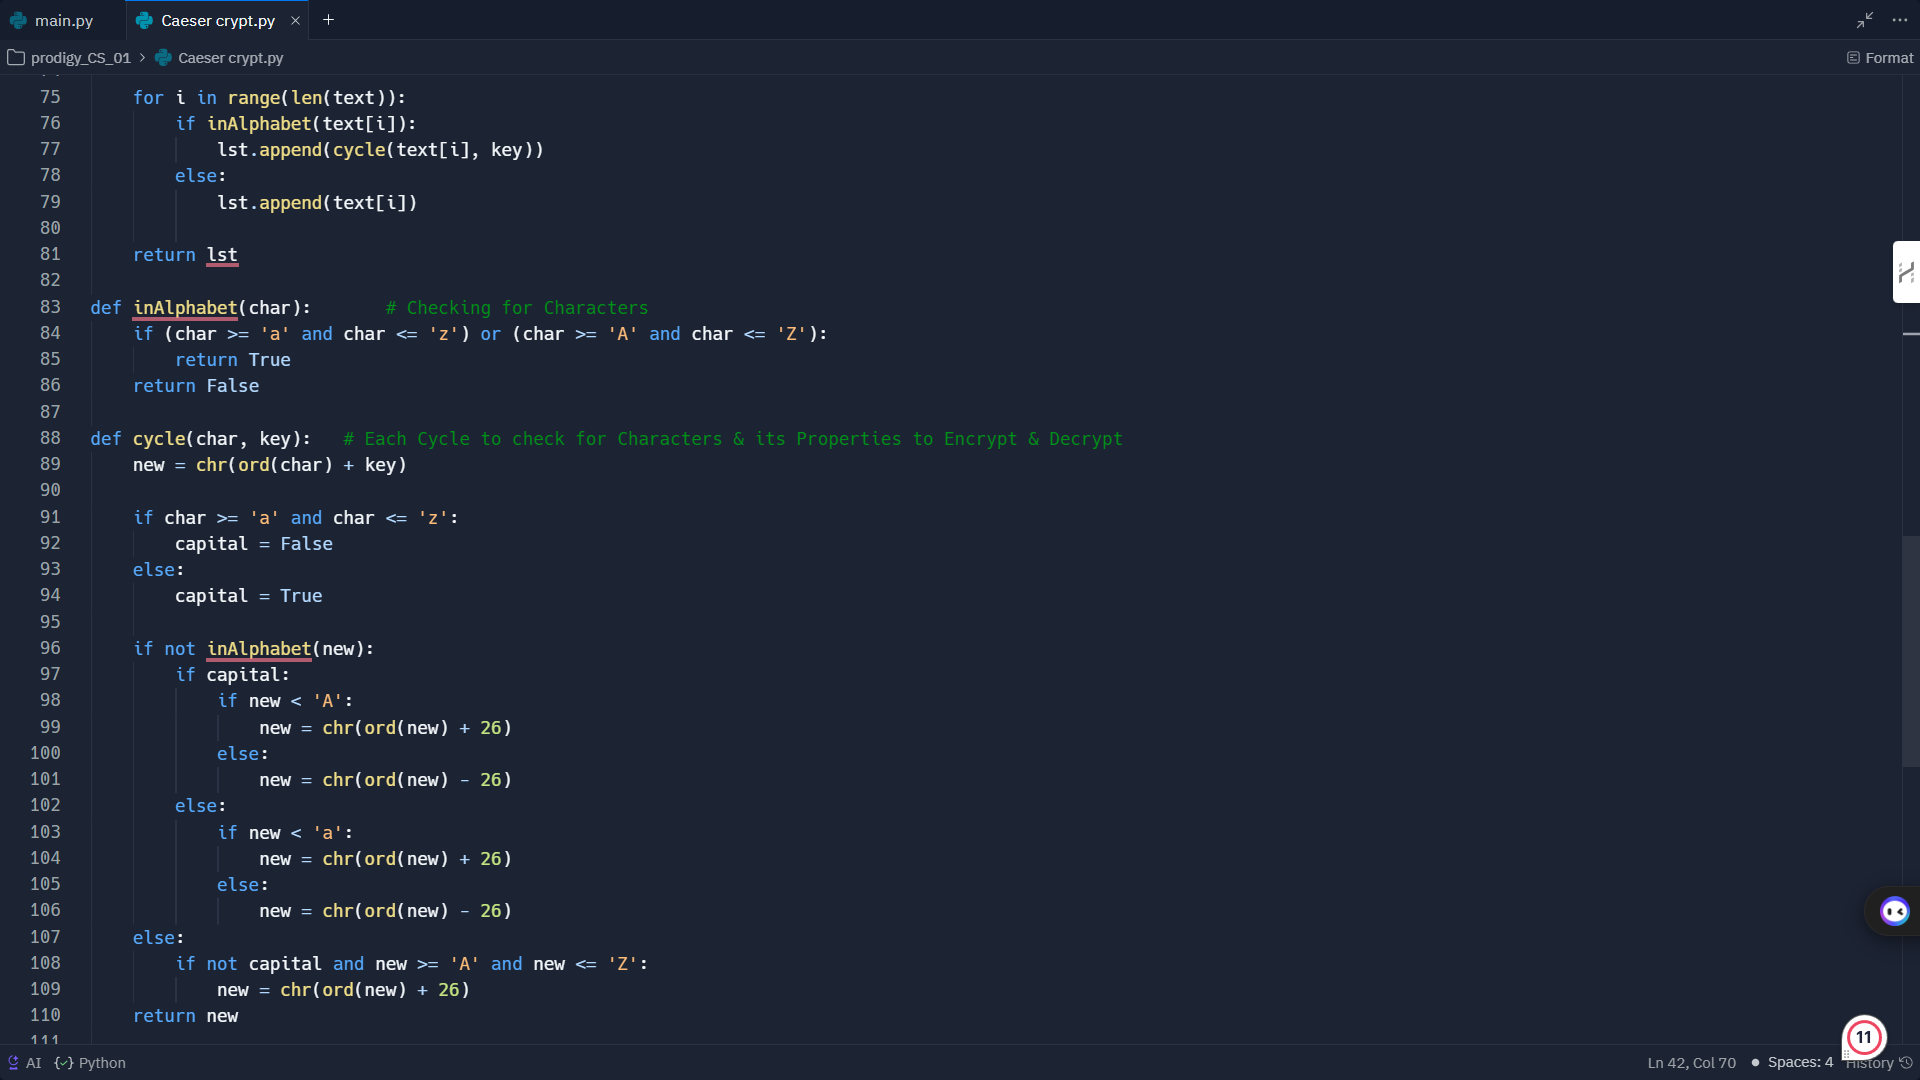 main.py
Caeser crypt.py
prodigy_CS_01 > Caeser crypt.py
Format
75 for i in range(len(text)):
76 if inAlphabet(text[i]):
77 lst.append(cycle(text[i], key))
78 else:
79 lst.append(text[i])
80
81 return lst
82
83 def inAlphabet(char): # Checking for Characters
84 if (char >= 'a' and char <= 'z') or (char >= 'A' and char <= 'Z'):
85 return True
86 return False
87
88 def cycle(char, key): # Each Cycle to check for Characters & its Properties to Encrypt & Decrypt
89 new = chr(ord(char) + key)
90
91 if char >= 'a' and char <= 'z':
92 capital = False
93 else:
94 capital = True
95
96 if not inAlphabet(new):
97 if capital:
98 if new < 'A':
99 new = chr(ord(new) + 26)
100 else:
101 new = chr(ord(new) - 26)
102 else:
103 if new < 'a':
104 new = chr(ord(new) + 26)
105 else:
106 new = chr(ord(new) - 26)
107 else:
108 if not capital and new >= 'A' and new <= 'Z':
109 new = chr(ord(new) + 26)
110 return new
111
11
AI {✓} Python
Ln 42, Col 70 ● Spaces: 4 History